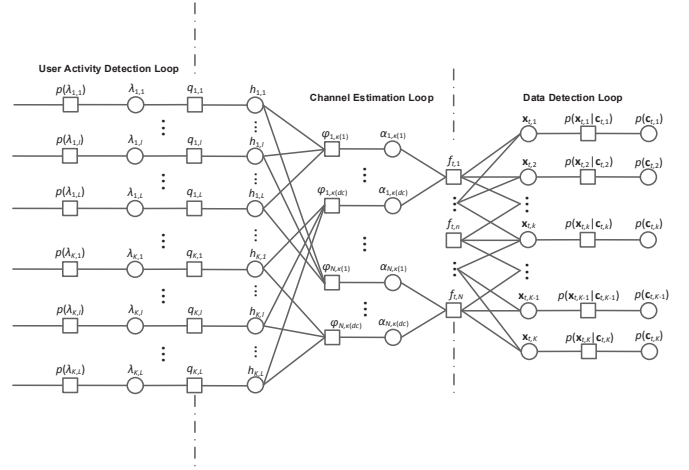 User Activity Detection Loop
Channel Estimation Loop
Data Detection Loop
p(λ1,1) λ1,1 q1,1 h1,1
p(λ1,l) λ1,l q1,l h1,l
p(λ1,L) λ1,L q1,L h1,L
p(λK,1) λK,1 qK,1 hK,1
p(λK,l) λK,l qK,l hK,l
p(λK,L) λK,L qK,L hK,L
φ1,κ(1) α1,κ(1)
φ1,κ(dc) α1,κ(dc)
φN,κ(1) αN,κ(1)
φN,κ(dc) αN,κ(dc)
ft,1
ft,n
ft,N
xt,1 p(xt,1|ct,1) p(ct,1)
xt,2 p(xt,2|ct,2) p(ct,2)
xt,k p(xt,k|ct,k) p(ct,k)
xt,K-1 p(xt,K-1|ct,K-1) p(ct,K-1)
xt,K p(xt,K|ct,K) p(ct,K)